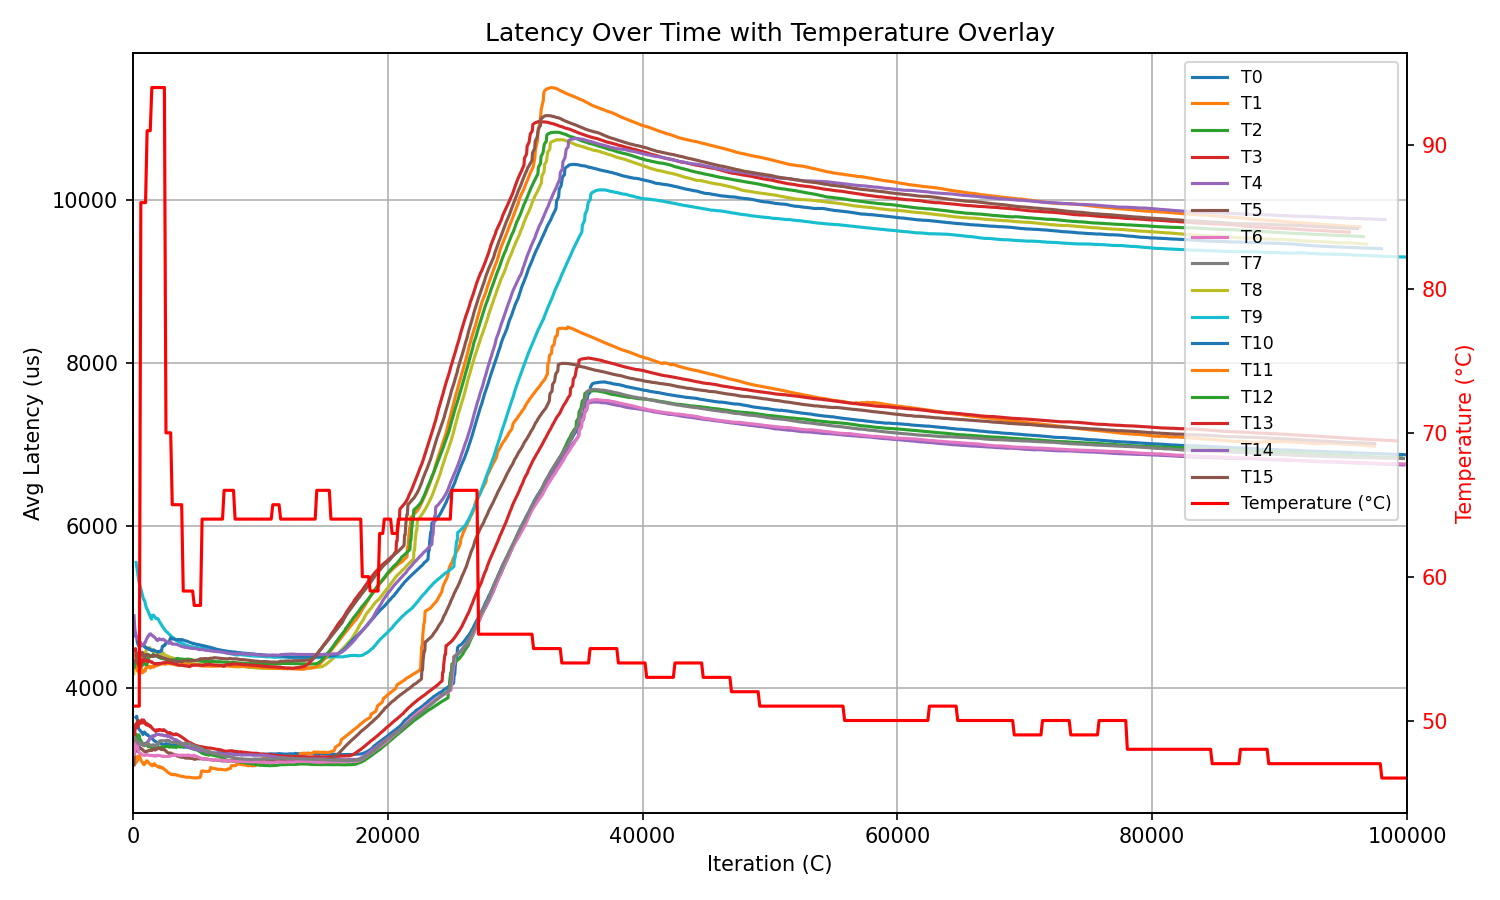 Latency Over Time with Temperature Overlay
T0
T1
T2
T3
T4
T5
T6
T7
T8
T9
T10
T11
T12
T13
T14
T15
Temperature (°C)
10000
8000
6000
4000
Avg Latency (us)
90
80
70
60
50
Temperature (°C)
0 20000 40000 60000 80000 100000
Iteration (C)